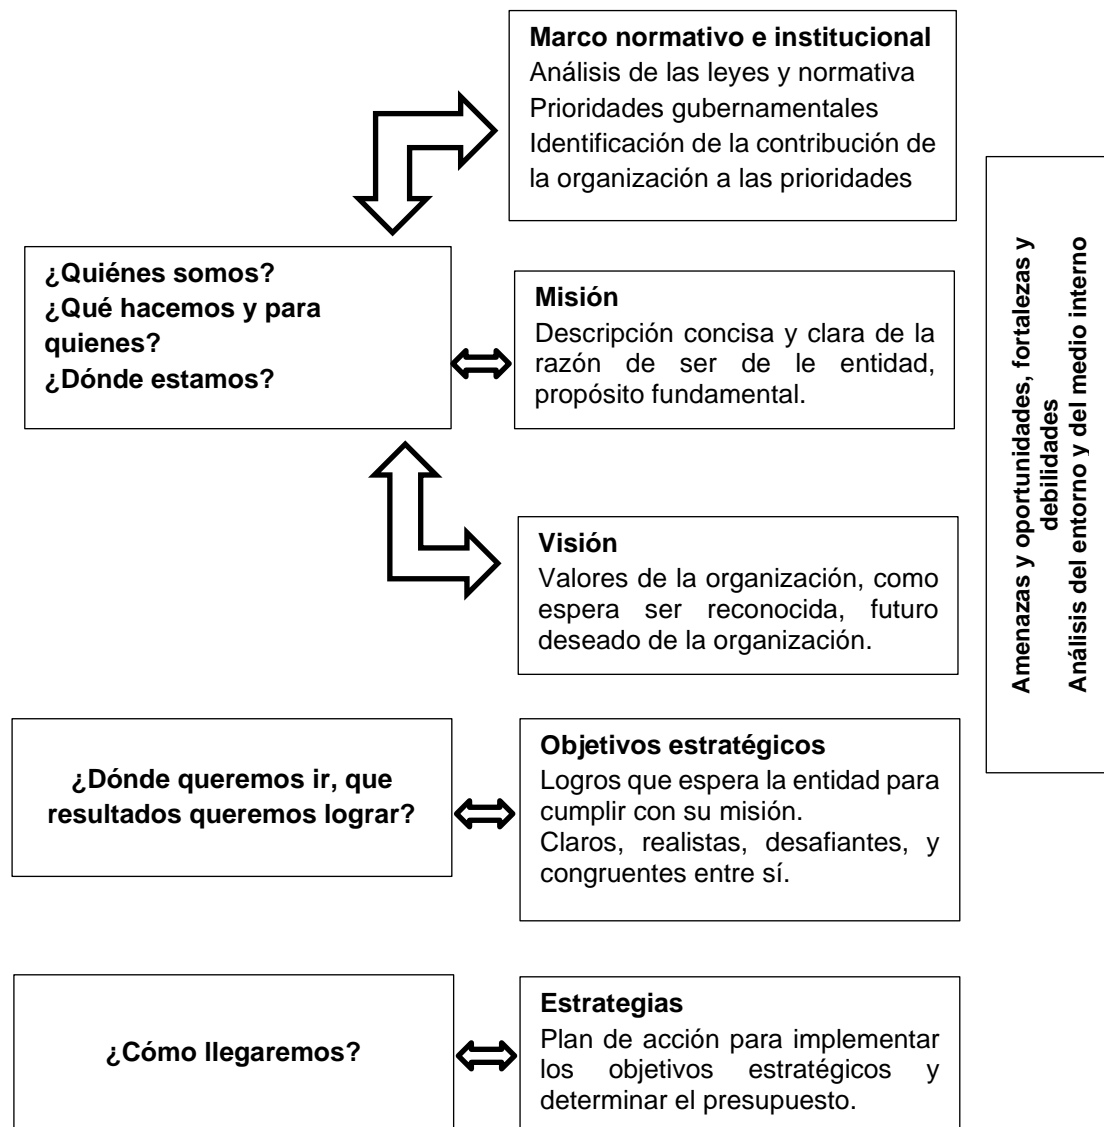 Marco normativo e institucional
Análisis de las leyes y normativa
Prioridades gubernamentales
Identificación de la contribución de
la organización a las prioridades
¿Quiénes somos?
¿Qué hacemos y para
quienes?
¿Dónde estamos?
Misión
Descripción concisa y clara de la
razón de ser de le entidad,
propósito fundamental.
Visión
Valores de la organización, como
espera ser reconocida, futuro
deseado de la organización.
Amenazas y oportunidades, fortalezas y
debilidades
Análisis del entorno y del medio interno
¿Dónde queremos ir, que
resultados queremos lograr?
Objetivos estratégicos
Logros que espera la entidad para
cumplir con su misión.
Claros, realistas, desafiantes, y
congruentes entre sí.
¿Cómo llegaremos?
Estrategias
Plan de acción para implementar
los objetivos estratégicos y
determinar el presupuesto.